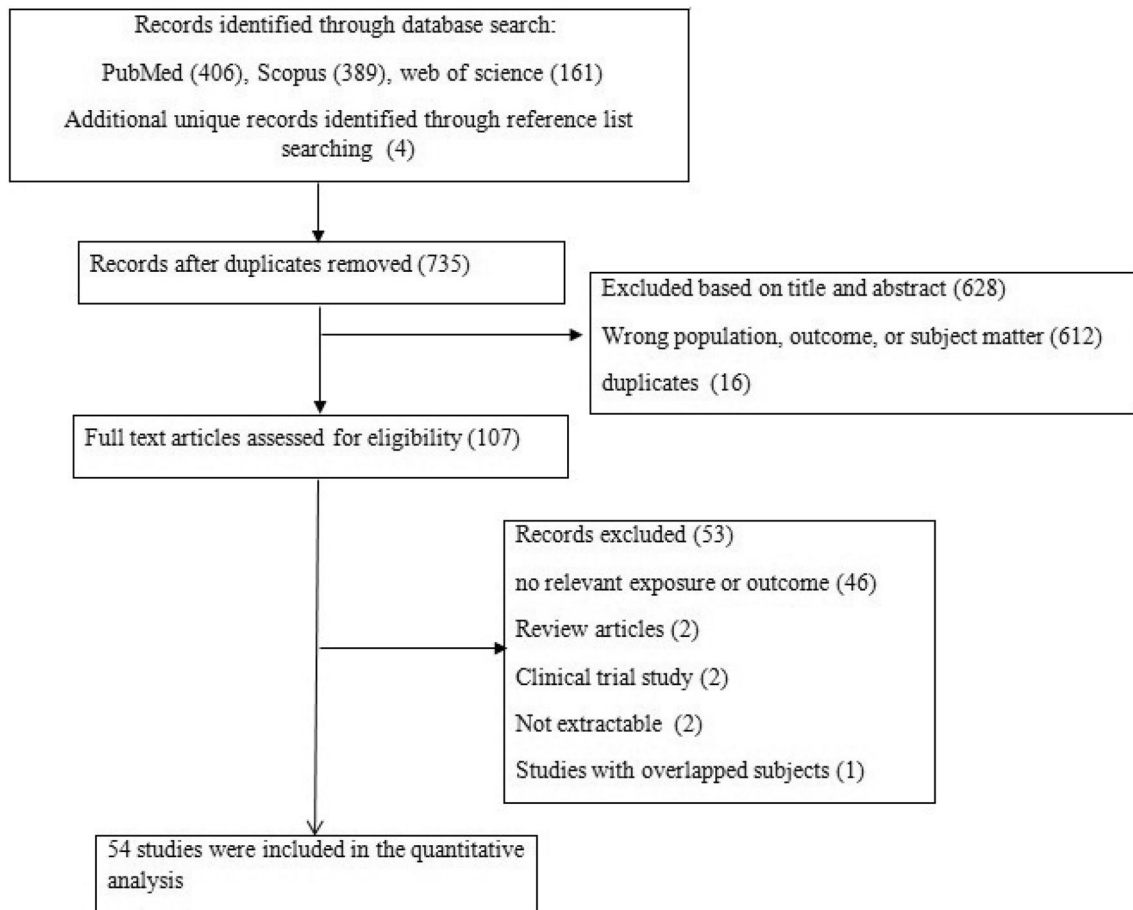 Records identified through database search:
PubMed (406), Scopus (389), web of science (161)
Additional unique records identified through reference list
searching (4)
Records after duplicates removed (735)
Excluded based on title and abstract (628)
Wrong population, outcome, or subject matter (612)
duplicates (16)
Full text articles assessed for eligibility (107)
Records excluded (53)
no relevant exposure or outcome (46)
Review articles (2)
Clinical trial study (2)
Not extractable (2)
Studies with overlapped subjects (1)
54 studies were included in the quantitative
analysis